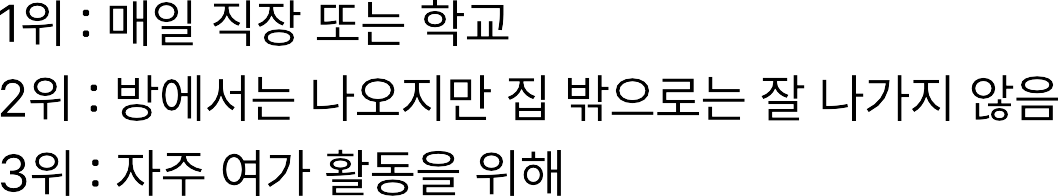 1위 : 매일 직장 또는 학교
2위 : 방에서는 나오지만 집 밖으로는 잘 나가지 않음
3위 : 자주 여가 활동을 위해